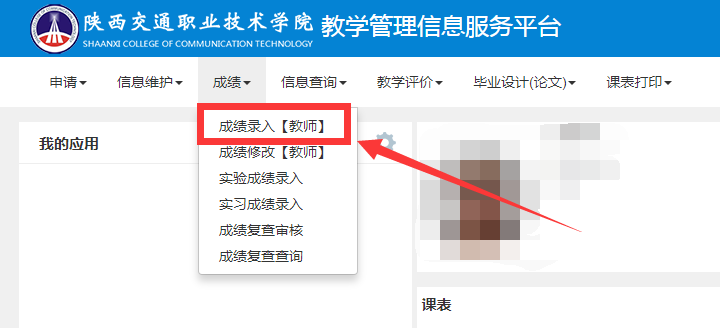 陕西交通职业技术学院 教学管理信息服务平台
SHAANXI COLLEGE OF COMMUNICATION TECHNOLOGY
申请 信息维护 成绩 信息查询 教学评价 毕业设计(论文) 课表打印
我的应用
成绩录入【教师】
成绩修改【教师】
实验成绩录入
实习成绩录入
成绩复查审核
成绩复查查询
课表